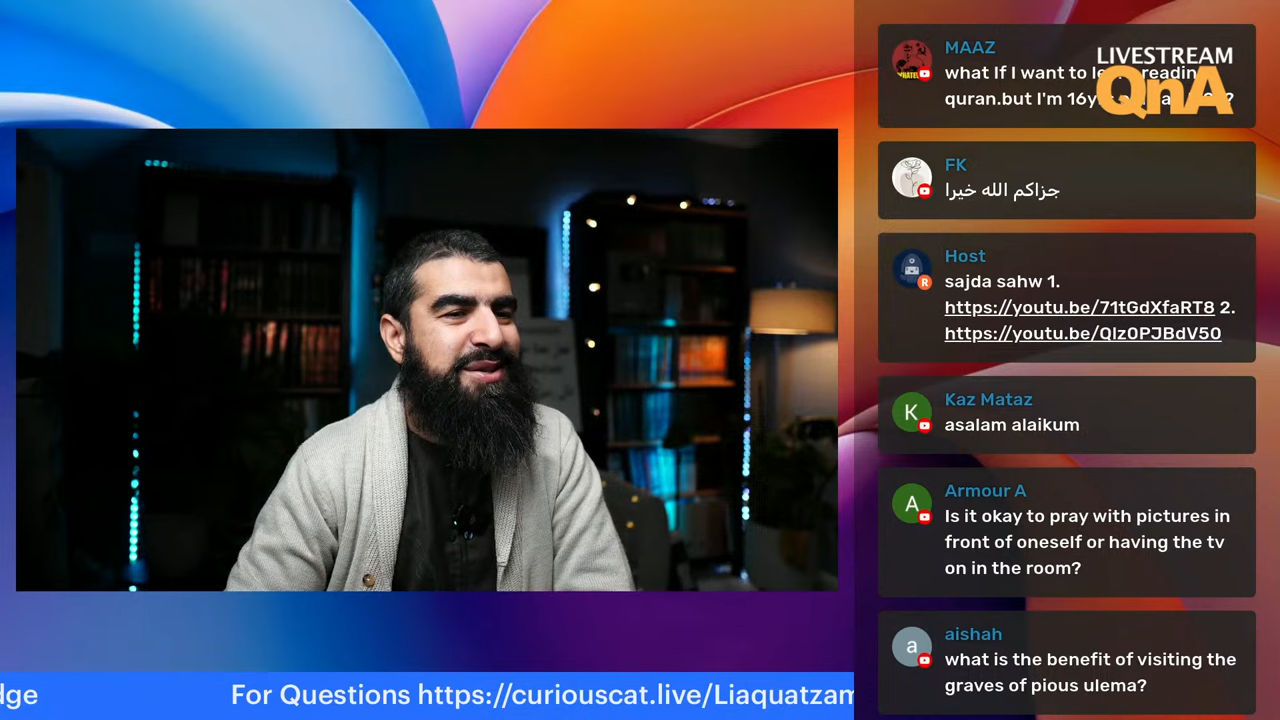 LIVESTREAM
QnA
MAAZ
what If I want to reading
quran.but I'm 16y ?
FK
جزاكم الله خيرا
Host
sajda sahw 1.
https://youtu.be/71tGdXfaRT8 2.
https://youtu.be/QIz0PJBdV50
Kaz Mataz
K
asalam alaikum
Armour A
A
Is it okay to pray with pictures in
front of oneself or having the tv
on in the room?
aishah
a
what is the benefit of visiting the
graves of pious ulema?
dge For Questions https://curiouscat.live/Liaquatzam